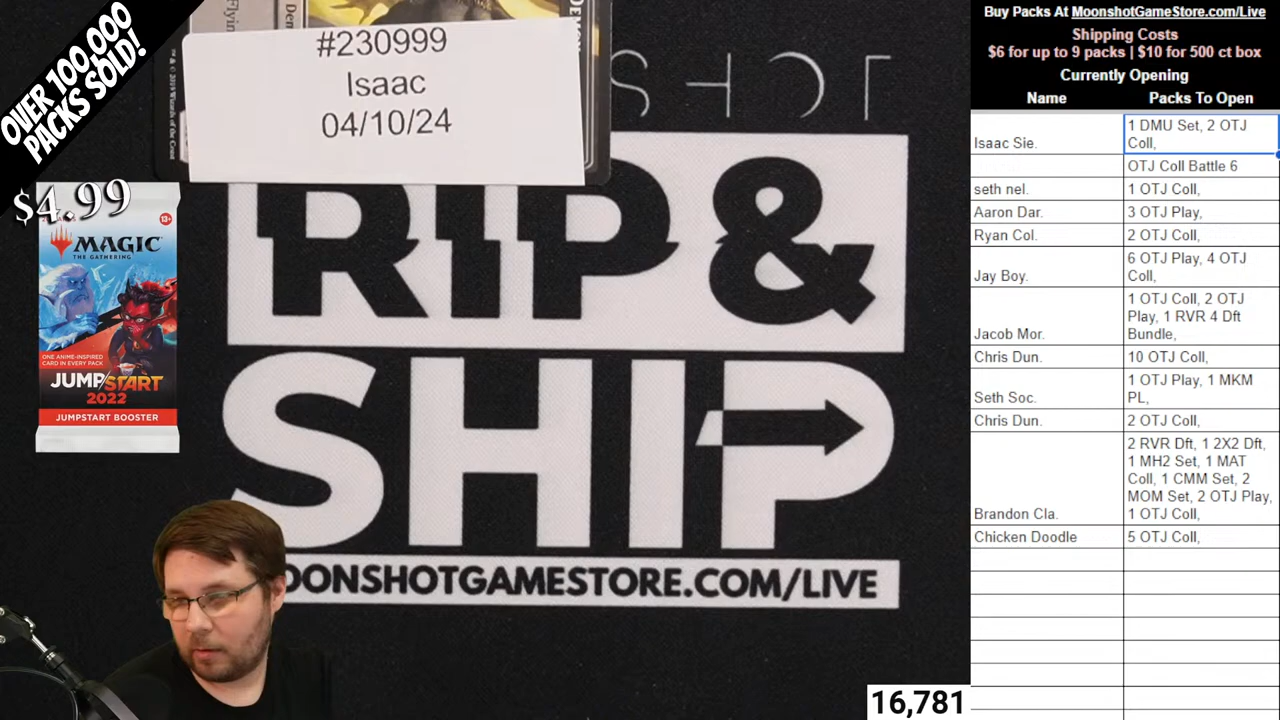 OVER 100,000
PACKS SOLD!
$4.99
13+
MAGIC
THE GATHERING
ONE ANIME-INSPIRED
CARD IN EVERY PACK
JUMPSTART
2022
JUMPSTART BOOSTER
Flying
DEMON
#230999
Isaac
04/10/24
RIP &
SHIP
MOONSHOTGAMESTORE.COM/LIVE
16,781
Buy Packs At MoonshotGameStore.com/Live
Shipping Costs
$6 for up to 9 packs | $10 for 500 ct box
Currently Opening
Name Packs To Open
Isaac Sie. 1 DMU Set, 2 OTJ
Coll,
OTJ Coll Battle 6
seth nel. 1 OTJ Coll,
Aaron Dar. 3 OTJ Play,
Ryan Col. 2 OTJ Coll,
Jay Boy. 6 OTJ Play, 4 OTJ
Coll,
Jacob Mor. 1 OTJ Coll, 2 OTJ
Play, 1 RVR 4 Dft
Bundle,
Chris Dun. 10 OTJ Coll,
Seth Soc. 1 OTJ Play, 1 MKM
PL,
Chris Dun. 2 OTJ Coll,
Brandon Cla. 2 RVR Dft, 1 2X2 Dft,
1 MH2 Set, 1 MAT
Coll, 1 CMM Set, 2
MOM Set, 2 OTJ Play,
1 OTJ Coll,
Chicken Doodle 5 OTJ Coll,